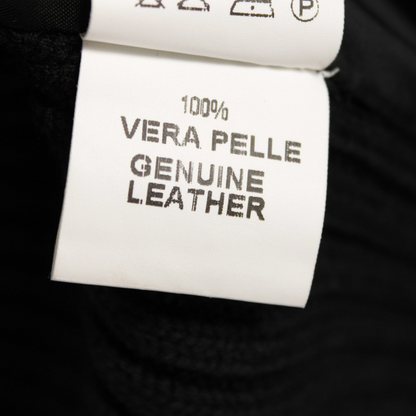 P
100%
VERA PELLE
GENUINE
LEATHER